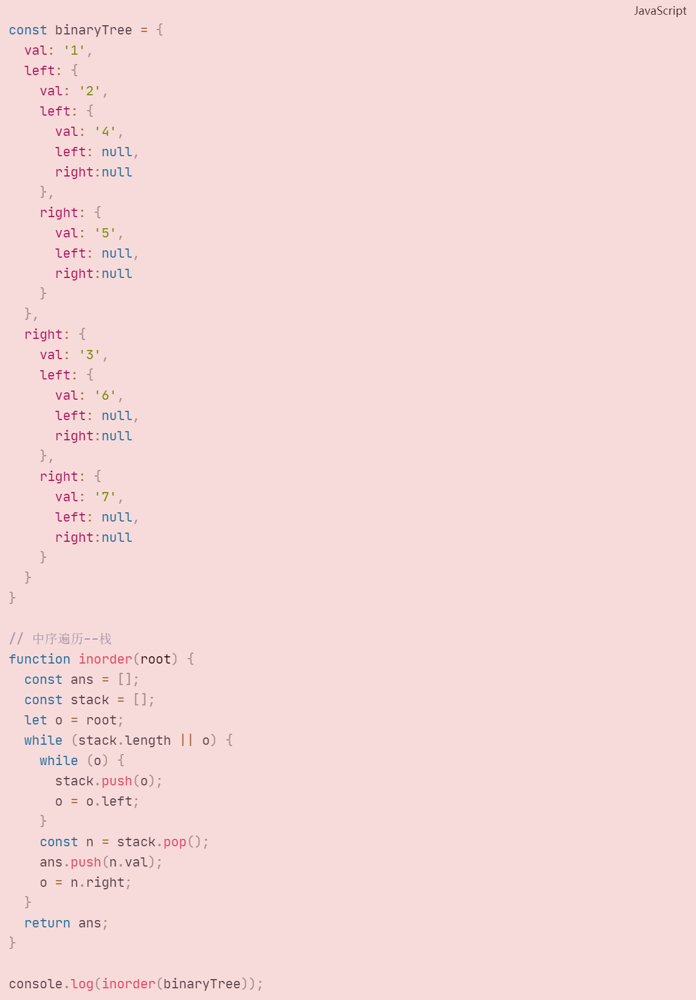 JavaScript
const binaryTree = {
  val: '1',
  left: {
    val: '2',
    left: {
      val: '4',
      left: null,
      right:null
    },
    right: {
      val: '5',
      left: null,
      right:null
    }
  },
  right: {
    val: '3',
    left: {
      val: '6',
      left: null,
      right:null
    },
    right: {
      val: '7',
      left: null,
      right:null
    }
  }
}

// 中序遍历--栈
function inorder(root) {
  const ans = [];
  const stack = [];
  let o = root;
  while (stack.length || o) {
    while (o) {
      stack.push(o);
      o = o.left;
    }
    const n = stack.pop();
    ans.push(n.val);
    o = n.right;
  }
  return ans;
}

console.log(inorder(binaryTree));